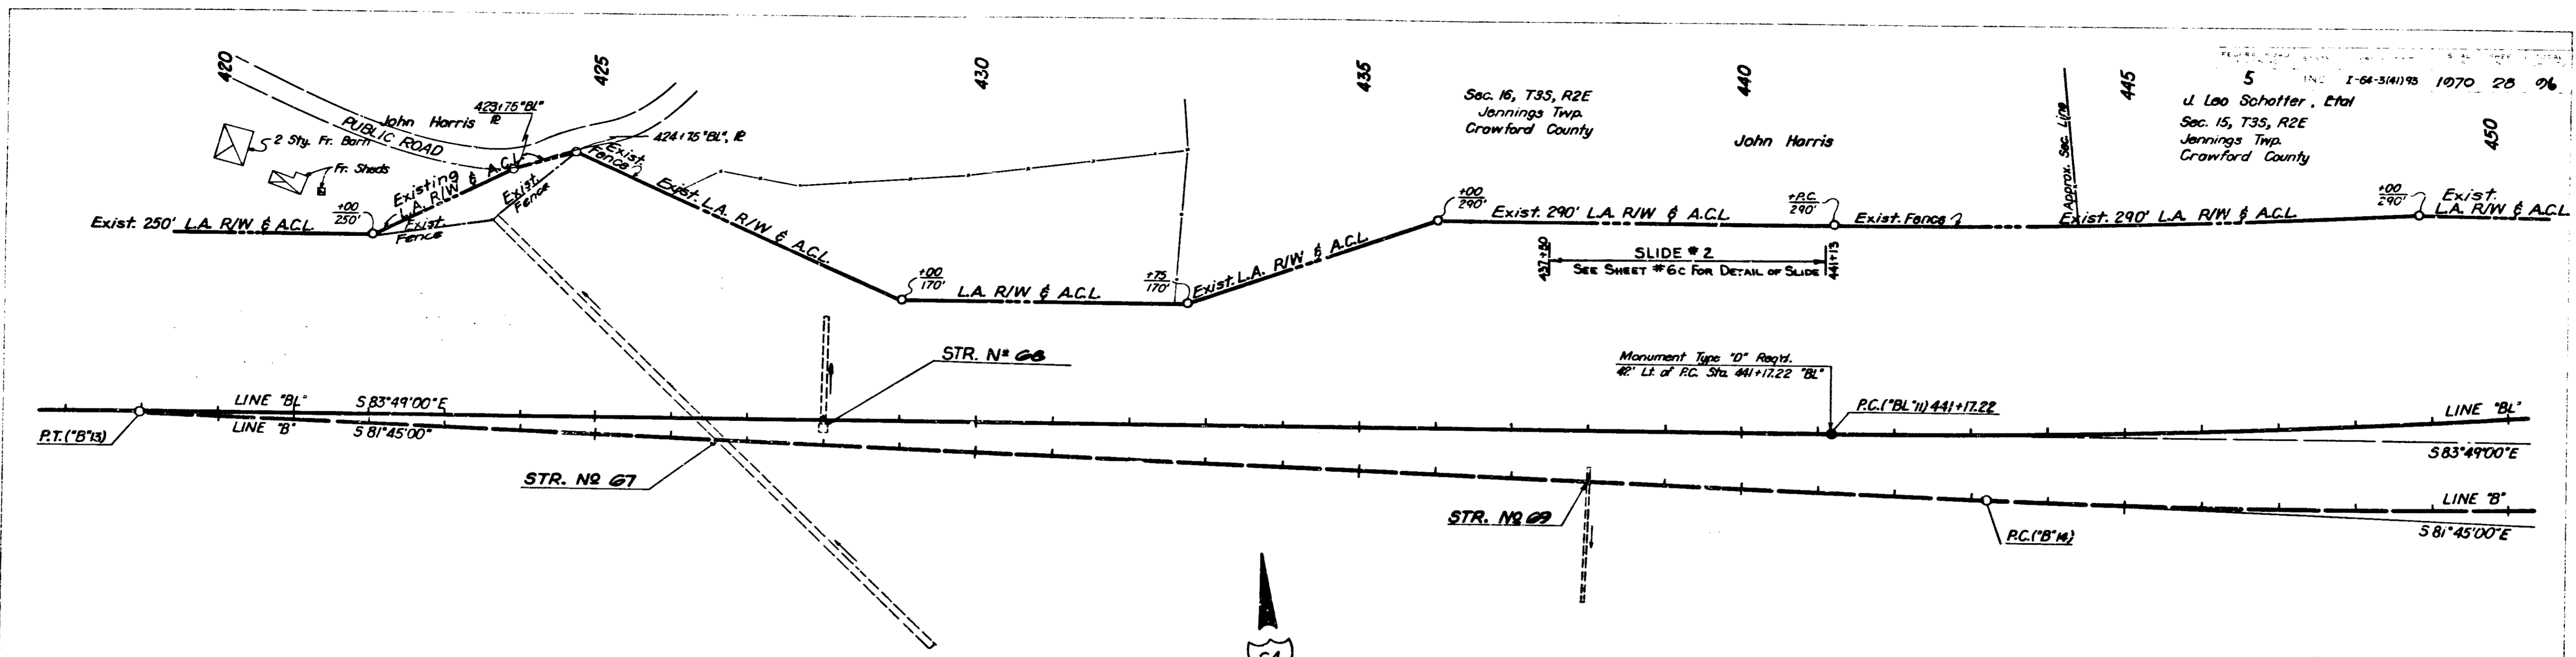 420
425
430
435
440
445
450
5
I-64-3(41)93 1970 28 96
J. Leo Schotter, Etal
Sec. 15, T3S, R2E
Jennings Twp.
Crawford County
Sec. 16, T3S, R2E
Jennings Twp.
Crawford County
John Harris
Approx. Sec. Line
John Harris
PUBLIC ROAD
423+75 "BL"
424+75 "BL", ℞
2 Sty. Fr. Barn
Fr. Sheds
Existing
L.A. R/W & A.C.L.
Exist.
Fence
Exist.
Fence
Exist.
Fence
+00
250'
Exist. 250' L.A. R/W & A.C.L.
Exist. L.A. R/W & A.C.L.
+00
170'
L.A. R/W & A.C.L.
+75
170'
Exist. L.A. R/W & A.C.L.
+00
290'
Exist. 290' L.A. R/W & A.C.L.
+P.C.
290'
Exist. Fence
Exist. 290' L.A. R/W & A.C.L.
+00
290'
Exist.
L.A. R/W & A.C.L.
437+50
SLIDE #2
SEE SHEET #6C FOR DETAIL OF SLIDE
441+13
STR. Nº 68
Monument Type "D" Req'd.
42' Lt. of P.C. Sta. 441+17.22 "BL"
P.C.("BL"11) 441+17.22
LINE "BL" S 83°49'00"E
LINE "B" S 81°45'00"
P.T.("B"13)
LINE "BL"
S 83°49'00"E
STR. Nº 67
STR. Nº 69
LINE "B"
S 81°45'00"E
P.C.("B"14)
64